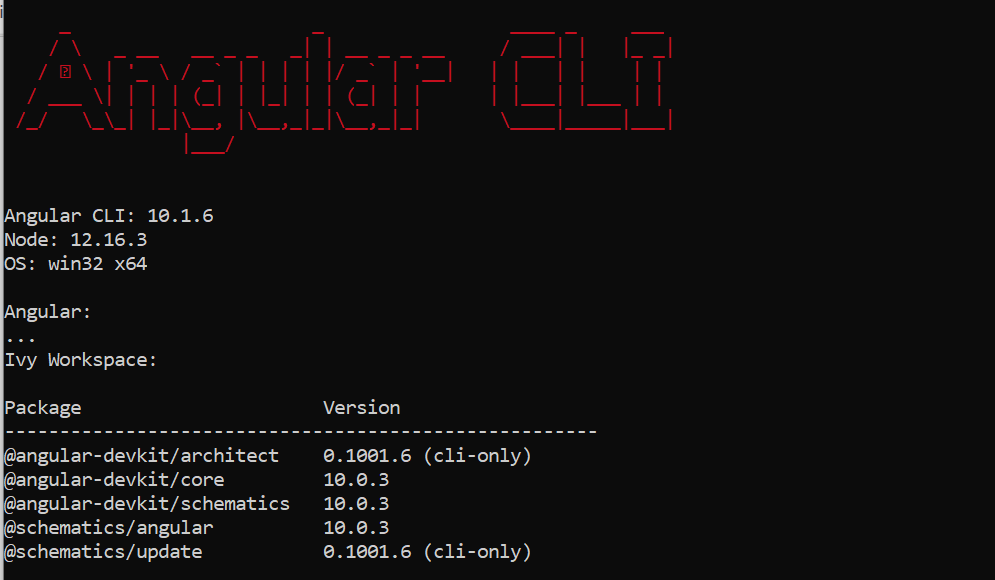 Angular CLI
Angular CLI: 10.1.6
Node: 12.16.3
OS: win32 x64
Angular:
...
Ivy Workspace:
Package Version
------------------------------------------------------
@angular-devkit/architect 0.1001.6 (cli-only)
@angular-devkit/core 10.0.3
@angular-devkit/schematics 10.0.3
@schematics/angular 10.0.3
@schematics/update 0.1001.6 (cli-only)